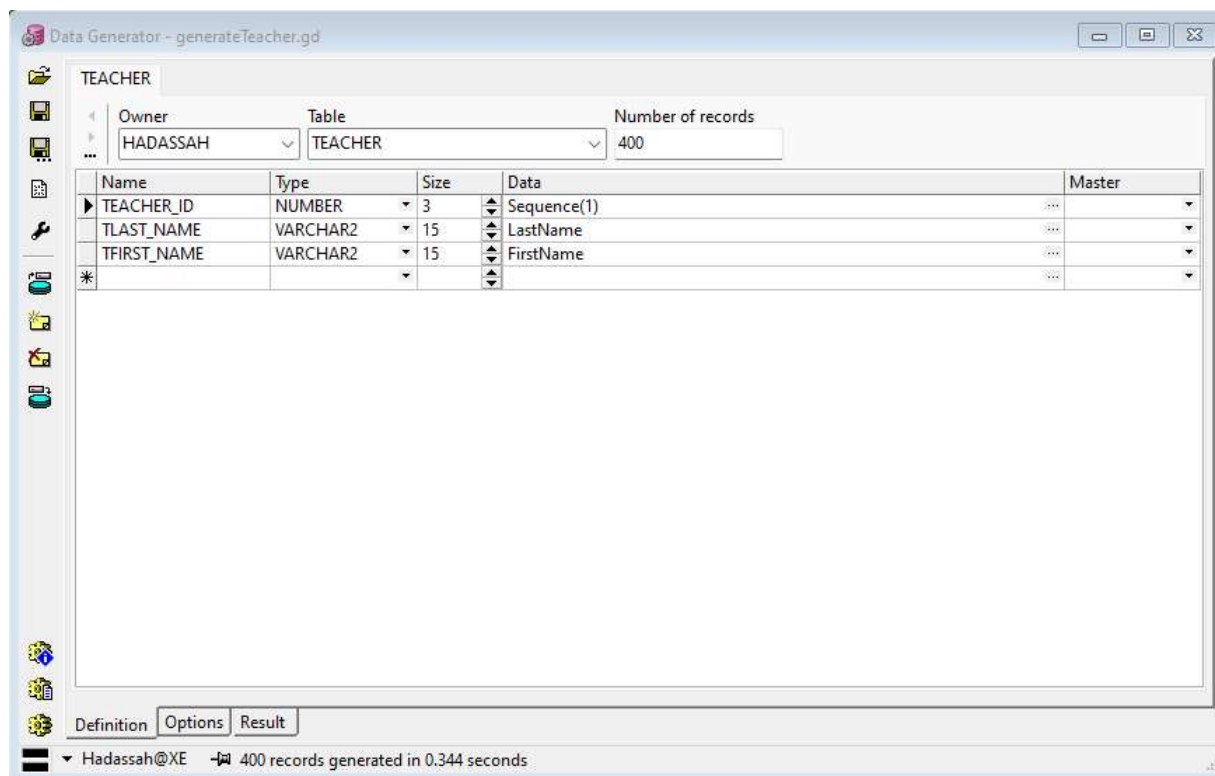 Data Generator - generateTeacher.gd
TEACHER
Owner Table Number of records
HADASSAH TEACHER 400
Name Type Size Data Master
TEACHER_ID NUMBER 3 Sequence(1) ...
TLAST_NAME VARCHAR2 15 LastName ...
TFIRST_NAME VARCHAR2 15 FirstName ...
* ...
Definition Options Result
Hadassah@XE 400 records generated in 0.344 seconds